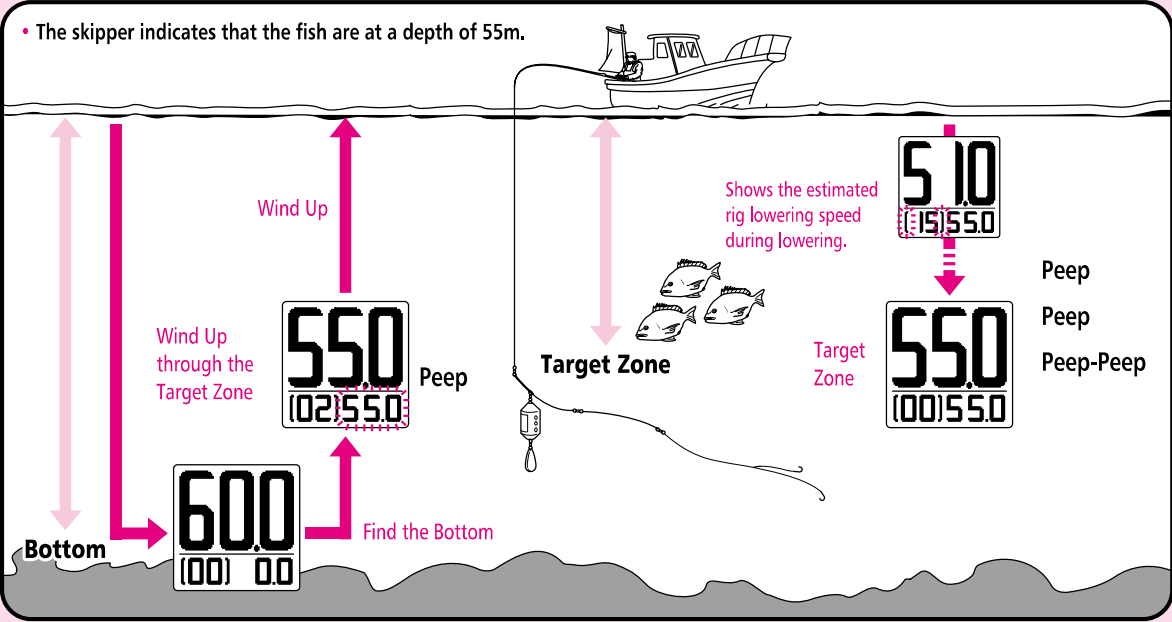 • The skipper indicates that the fish are at a depth of 55m.
Wind Up
Wind Up
through the
Target Zone
55.0
(02)55.0
Peep
60.0
(00) 0.0
Find the Bottom
Bottom
Target Zone
Shows the estimated
rig lowering speed
during lowering.
51.0
(15)55.0
Target
Zone
55.0
(00)55.0
Peep
Peep
Peep-Peep